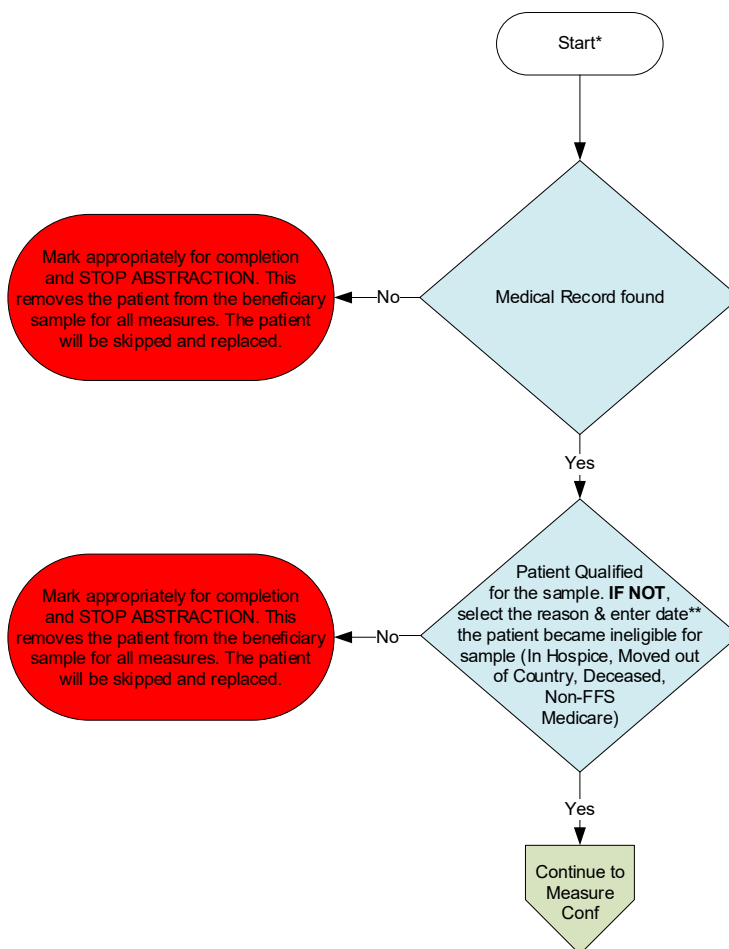 Start*
Medical Record found
No
Mark appropriately for completion
and STOP ABSTRACTION. This
removes the patient from the beneficiary
sample for all measures. The patient
will be skipped and replaced.
Yes
Patient Qualified
for the sample. IF NOT,
select the reason & enter date**
the patient became ineligible for
sample (In Hospice, Moved out
of Country, Deceased,
Non-FFS
Medicare)
No
Mark appropriately for completion
and STOP ABSTRACTION. This
removes the patient from the beneficiary
sample for all measures. The patient
will be skipped and replaced.
Yes
Continue to
Measure
Conf